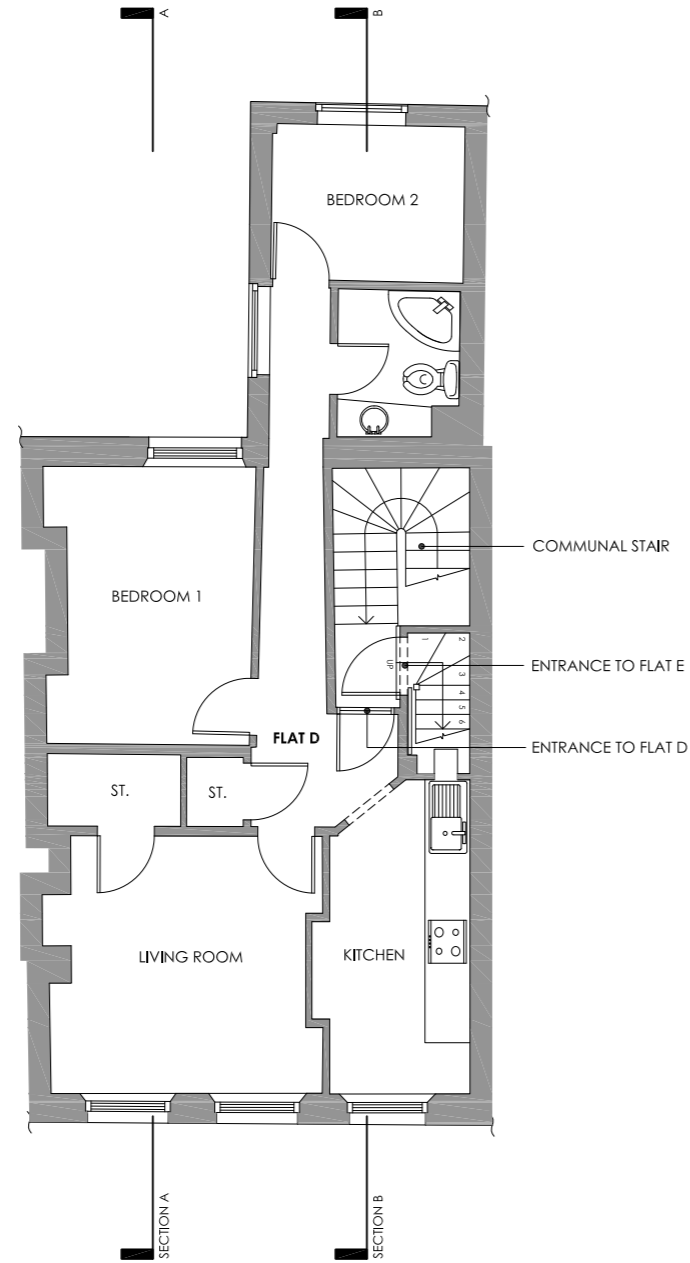 A
B
BEDROOM 2
COMMUNAL STAIR
BEDROOM 1
1
2
3
4
5
6
UP
ENTRANCE TO FLAT E
FLAT D
ENTRANCE TO FLAT D
ST.
ST.
LIVING ROOM
KITCHEN
SECTION A
SECTION B